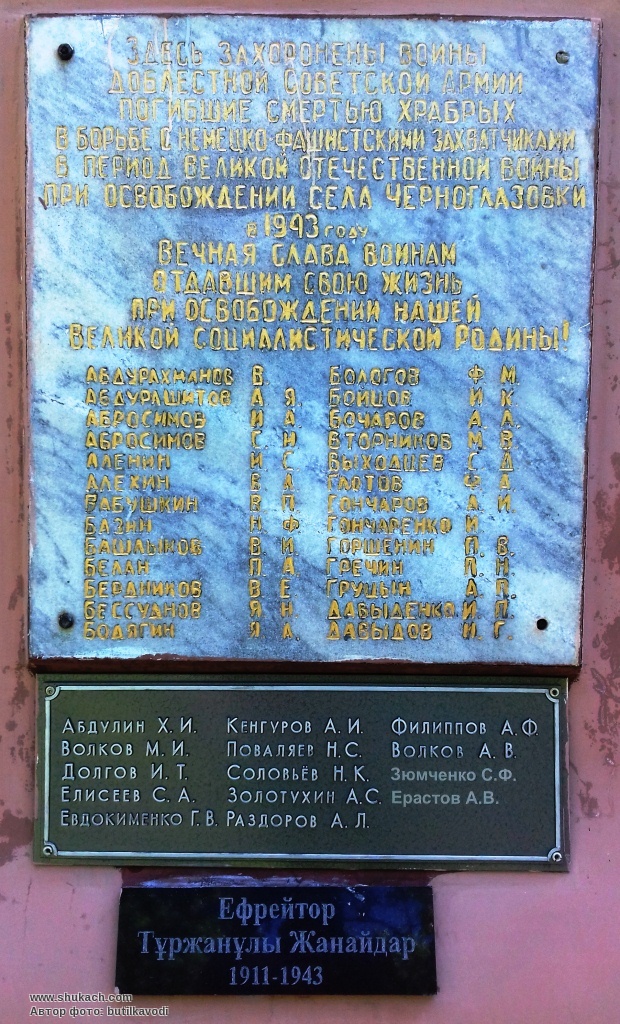 ЗДЕСЬ ЗАХОРОНЕНЫ ВОИНЫ
ДОБЛЕСТНОЙ СОВЕТСКОЙ АРМИИ
ПОГИБШИЕ СМЕРТЬЮ ХРАБРЫХ
В БОРЬБЕ С НЕМЕЦКО-ФАШИСТСКИМИ ЗАХВАТЧИКАМИ
В ПЕРИОД ВЕЛИКОЙ ОТЕЧЕСТВЕННОЙ ВОЙНЫ
ПРИ ОСВОБОЖДЕНИИ СЕЛА ЧЕРНОГЛАЗОВКИ
В 1943 ГОДУ
ВЕЧНАЯ СЛАВА ВОИНАМ
ОТДАВШИМ СВОЮ ЖИЗНЬ
ПРИ ОСВОБОЖДЕНИИ НАШЕЙ
ВЕЛИКОЙ СОЦИАЛИСТИЧЕСКОЙ РОДИНЫ!
АБДУРАХМАНОВ В.
АБДУРАШИТОВ А. Я.
АБРОСИМОВ И. А.
АБРОСИМОВ С. Н.
АЛЕНИН И. С.
АЛЕХИН В. А.
БАБУШКИН В. П.
БАЗИН Н. Ф.
БАШЛЫКОВ В. И.
БЕЛАН П. А.
БЕРДНИКОВ В. Е.
БЕССУДНОВ Я. Н.
БОДЯГИН Я. А.
БОЛОГОВ Ф. М.
БОЙЦОВ И. К.
БОЧАРОВ А. А.
ВТОРНИКОВ М. В.
ВЫХОДЦЕВ С. Д.
ГЛОТОВ Ф. А.
ГОНЧАРОВ А. И.
ГОНЧАРЕНКО И.
ГОРШЕНИН П. В.
ГРЕЧИН Л. Н.
ГРУЦЫН А. П.
ДАВЫДЕНКО И. П.
ДАВЫДОВ И. Г.
АБДУЛИН Х. И.
ВОЛКОВ М. И.
ДОЛГОВ И. Т.
ЕЛИСЕЕВ С. А.
ЕВДОКИМЕНКО Г. В.
КЕНГУРОВ А. И.
ПОВАЛЯЕВ Н. С.
СОЛОВЬЁВ Н. К.
ЗОЛОТУХИН А. С.
РАЗДОРОВ А. Л.
ФИЛИППОВ А. Ф.
ВОЛКОВ А. В.
Зюмченко С.Ф.
Ерастов А.В.
Ефрейтор
Тұржанұлы Жанайдар
1911-1943
www.shukach.com
Автор фото: butilkavodi